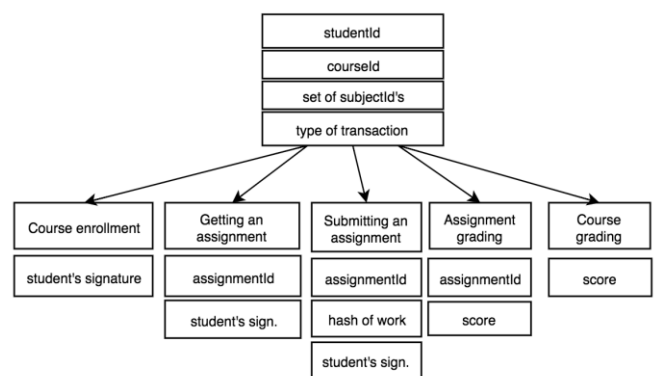 studentId
courseId
set of subjectId's
type of transaction
Course enrollment
student's signature
Getting an
assignment
assignmentId
student's sign.
Submitting an
assignment
assignmentId
hash of work
student's sign.
Assignment
grading
assignmentId
score
Course
grading
score